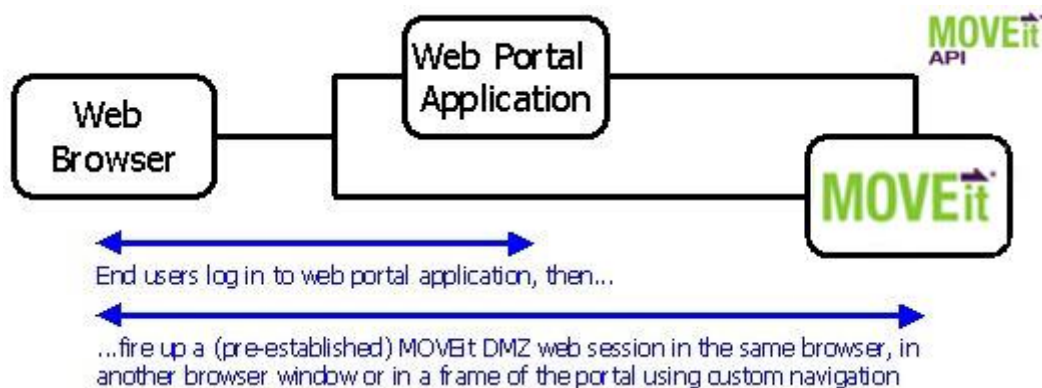 MOVEit
API
Web Portal
Application
Web
Browser
MOVEit
End users log in to web portal application, then...
...fire up a (pre-established) MOVEit DMZ web session in the same browser, in
another browser window or in a frame of the portal using custom navigation